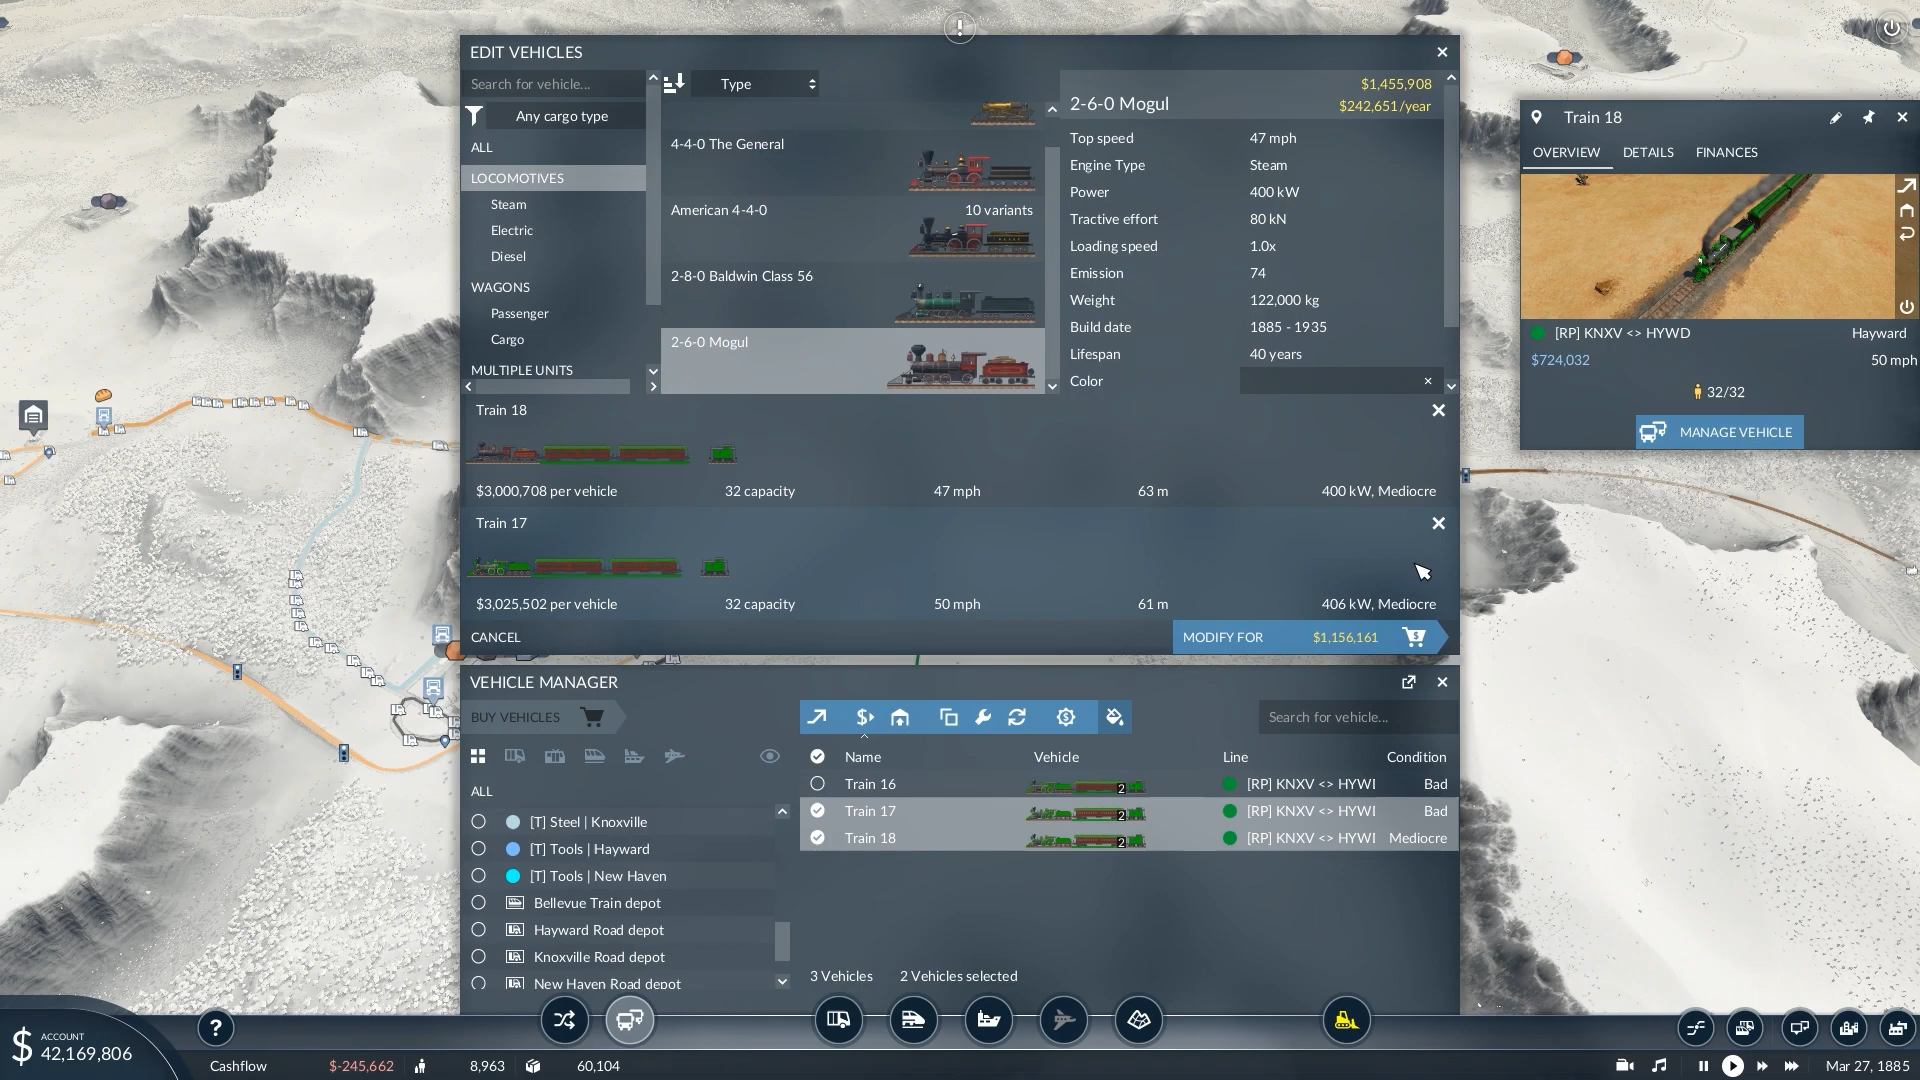 EDIT VEHICLES
Search for vehicle...
Type
Any cargo type
ALL
LOCOMOTIVES
Steam
Electric
Diesel
WAGONS
Passenger
Cargo
MULTIPLE UNITS
4-4-0 The General
American 4-4-0
10 variants
2-8-0 Baldwin Class 56
2-6-0 Mogul
$1,455,908
2-6-0 Mogul
$242,651/year
Top speed 47 mph
Engine Type Steam
Power 400 kW
Tractive effort 80 kN
Loading speed 1.0x
Emission 74
Weight 122,000 kg
Build date 1885 - 1935
Lifespan 40 years
Color
Train 18
$3,000,708 per vehicle 32 capacity 47 mph 63 m 400 kW, Mediocre
Train 17
$3,025,502 per vehicle 32 capacity 50 mph 61 m 406 kW, Mediocre
CANCEL
MODIFY FOR $1,156,161
Train 18
OVERVIEW DETAILS FINANCES
[RP] KNXV <> HYWD Hayward
$724,032 50 mph
32/32
MANAGE VEHICLE
VEHICLE MANAGER
BUY VEHICLES
Search for vehicle...
ALL
[T] Steel | Knoxville
[T] Tools | Hayward
[T] Tools | New Haven
Bellevue Train depot
Hayward Road depot
Knoxville Road depot
New Haven Road depot
Name Vehicle Line Condition
Train 16 2 [RP] KNXV <> HYWI Bad
Train 17 2 [RP] KNXV <> HYWI Bad
Train 18 2 [RP] KNXV <> HYWI Mediocre
3 Vehicles 2 Vehicles selected
$ ACCOUNT
42,169,806
?
Cashflow $-245,662 8,963 60,104
Mar 27, 1885